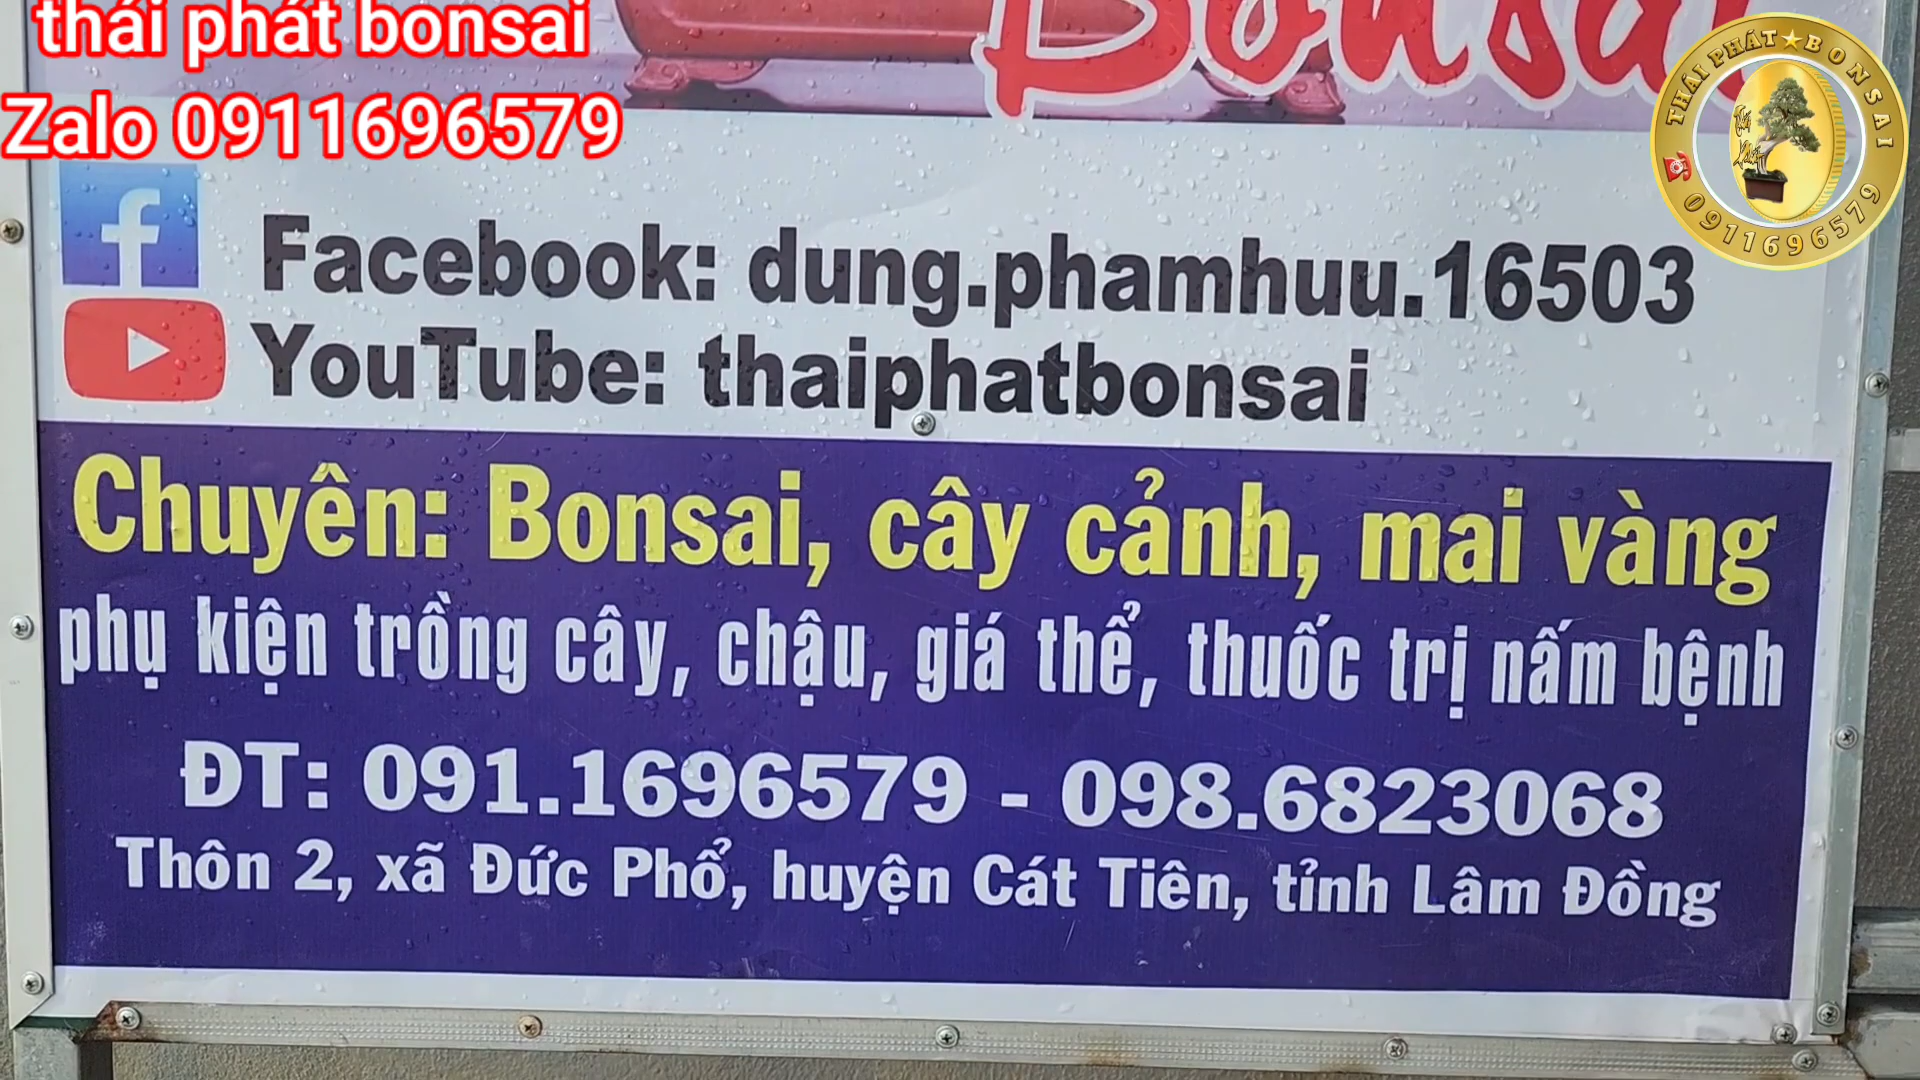 thái phát bonsai
Zalo 0911696579
Bonsai
THÁI PHÁT ★ BONSAI
0911696579
Facebook: dung.phamhuu.16503
YouTube: thaiphatbonsai
Chuyên: Bonsai, cây cảnh, mai vàng
phụ kiện trồng cây, chậu, giá thể, thuốc trị nấm bệnh
ĐT: 091.1696579 - 098.6823068
Thôn 2, xã Đức Phổ, huyện Cát Tiên, tỉnh Lâm Đồng